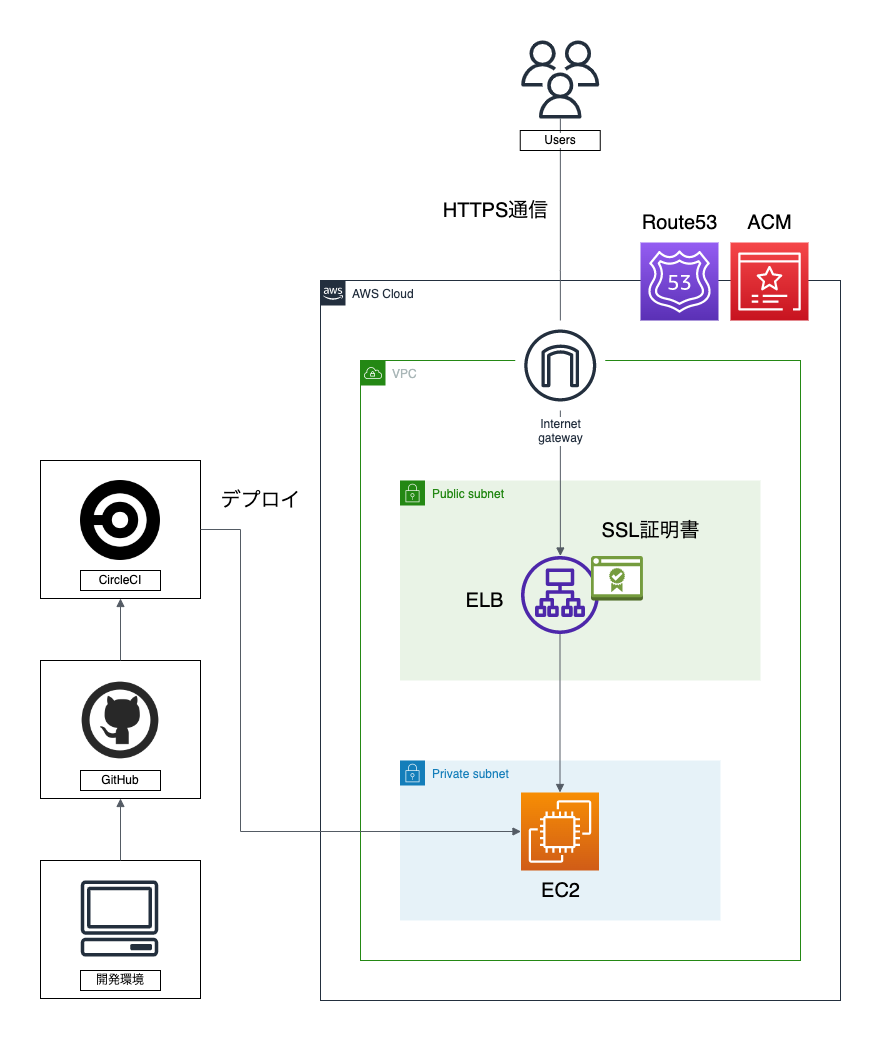 Users
HTTPS通信
Route53
ACM
53
aws
AWS Cloud
VPC
Internet
gateway
CircleCI
デプロイ
Public subnet
SSL証明書
ELB
GitHub
Private subnet
EC2
開発環境